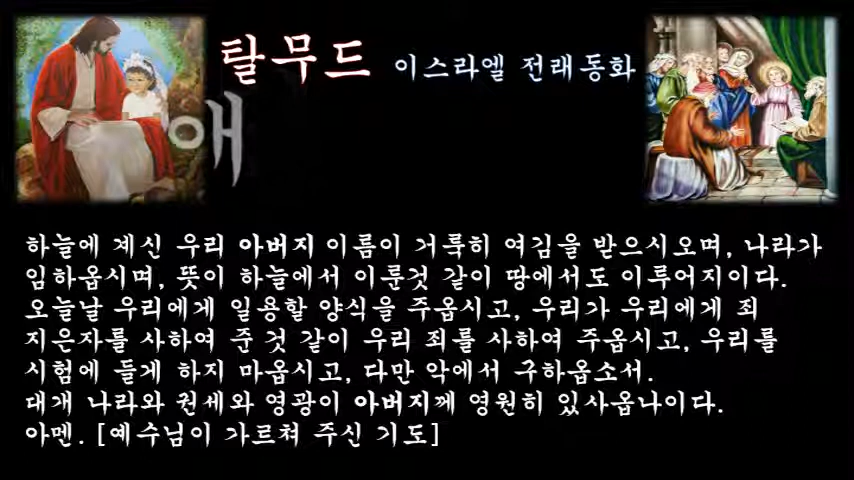 탈무드 이스라엘 전래동화
애
하늘에 계신 우리 아버지 이름이 거룩히 여김을 받으시오며, 나라가
임하옵시며, 뜻이 하늘에서 이룬것 같이 땅에서도 이루어지이다.
오늘날 우리에게 일용할 양식을 주옵시고, 우리가 우리에게 죄
지은자를 사하여 준 것 같이 우리 죄를 사하여 주옵시고, 우리를
시험에 들게 하지 마옵시고, 다만 악에서 구하옵소서.
대개 나라와 권세와 영광이 아버지께 영원히 있사옵나이다.
아멘. [예수님이 가르쳐 주신 기도]